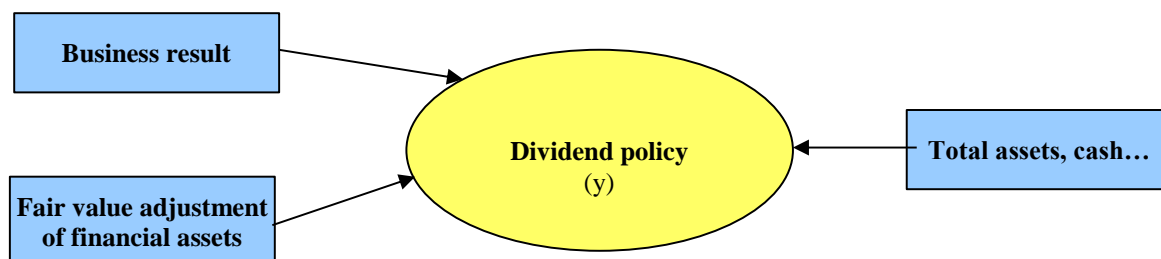 Business result
Dividend policy
(y)
Total assets, cash…
Fair value adjustment
of financial assets